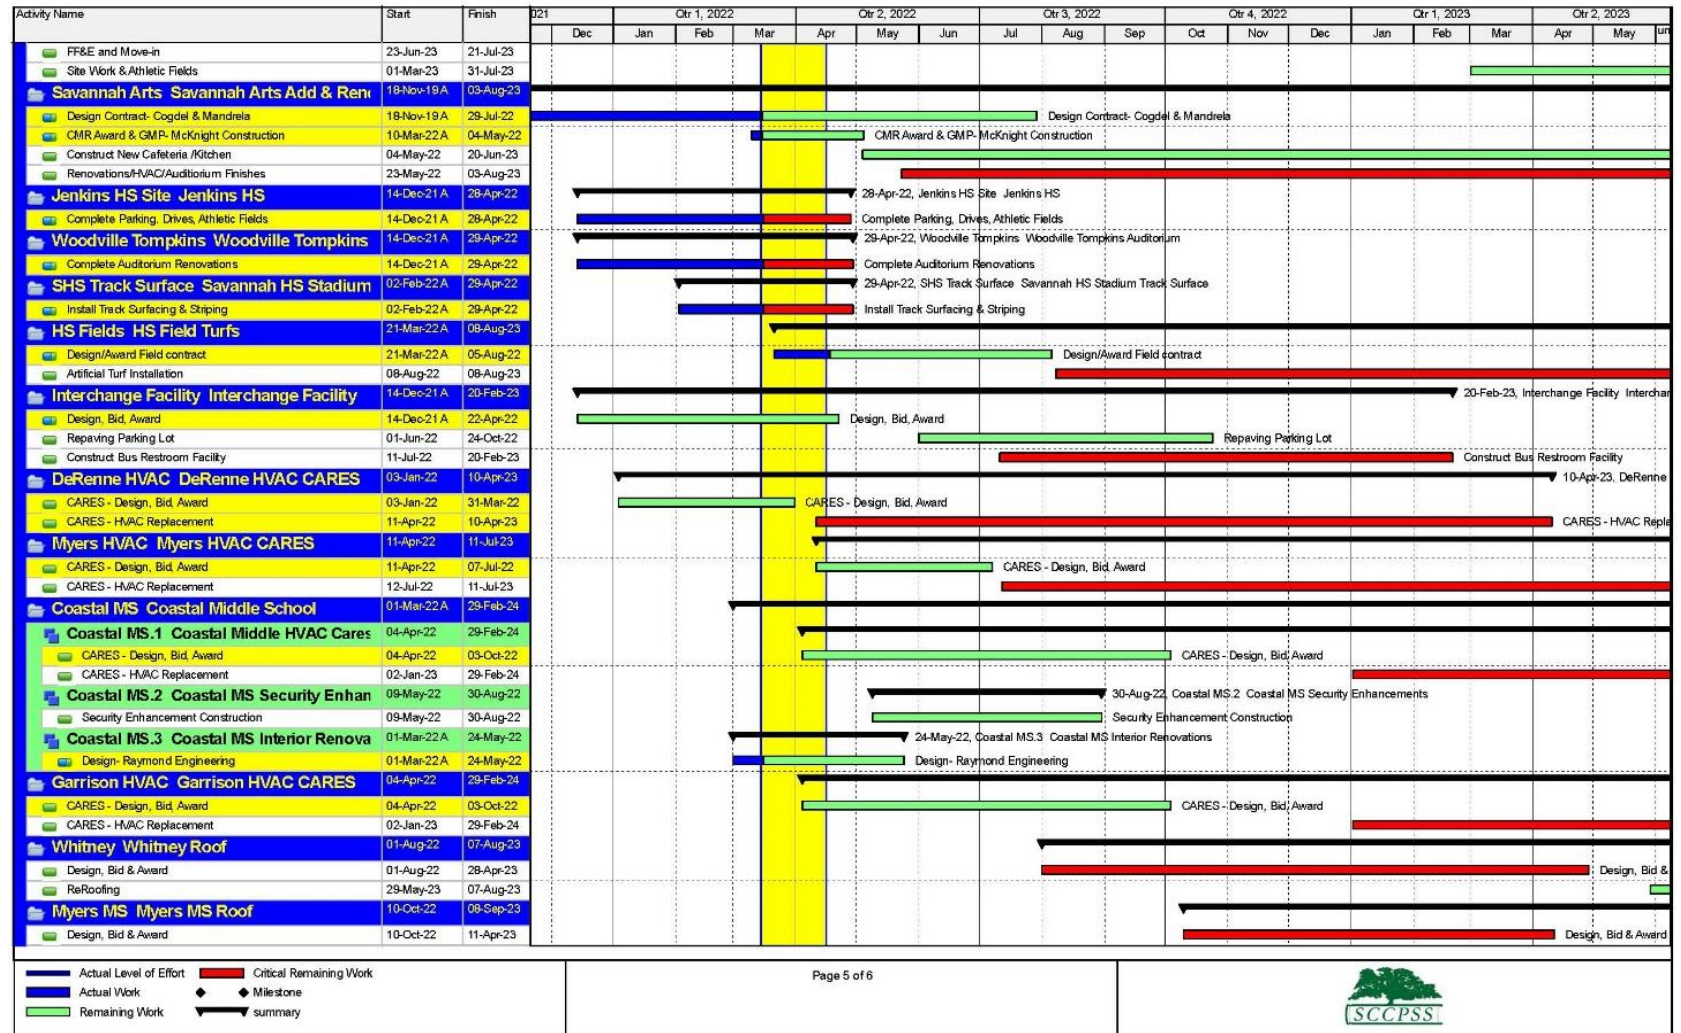 Activity Name Start Finish 021 Qtr 1, 2022 Qtr 2, 2022 Qtr 3, 2022 Qtr 4, 2022 Qtr 1, 2023 Qtr 2, 2023
Dec Jan Feb Mar Apr May Jun Jul Aug Sep Oct Nov Dec Jan Feb Mar Apr May un
FF&E and Move-in 23-Jun-23 21-Jul-23
Site Work & Athletic Fields 01-Mar-23 31-Jul-23
Savannah Arts Savannah Arts Add & Reno 18-Nov-19 A 03-Aug-23
Design Contract- Cogdel & Mandrela 18-Nov-19 A 29-Jul-22 Design Contract- Cogdel & Mandrela
CMR Award & GMP- McKnight Construction 10-Mar-22 A 04-May-22 CMR Award & GMP- McKnight Construction
Construct New Cafeteria /Kitchen 04-May-22 20-Jun-23
Renovations/HVAC/Auditiorium Finishes 23-May-22 03-Aug-23
Jenkins HS Site Jenkins HS 14-Dec-21 A 28-Apr-22 28-Apr-22, Jenkins HS Site Jenkins HS
Complete Parking, Drives, Athletic Fields 14-Dec-21 A 28-Apr-22 Complete Parking, Drives, Athletic Fields
Woodville Tompkins Woodville Tompkins 14-Dec-21 A 29-Apr-22 29-Apr-22, Woodville Tompkins Woodville Tompkins Auditorium
Complete Auditorium Renovations 14-Dec-21 A 29-Apr-22 Complete Auditorium Renovations
SHS Track Surface Savannah HS Stadium 02-Feb-22 A 29-Apr-22 29-Apr-22, SHS Track Surface Savannah HS Stadium Track Surface
Install Track Surfacing & Striping 02-Feb-22 A 29-Apr-22 Install Track Surfacing & Striping
HS Fields HS Field Turfs 21-Mar-22 A 08-Aug-23
Design/Award Field contract 21-Mar-22 A 05-Aug-22 Design/Award Field contract
Artificial Turf Installation 08-Aug-22 08-Aug-23
Interchange Facility Interchange Facility 14-Dec-21 A 20-Feb-23 20-Feb-23, Interchange Facility Interchan
Design, Bid, Award 14-Dec-21 A 22-Apr-22 Design, Bid, Award
Repaving Parking Lot 01-Jun-22 24-Oct-22 Repaving Parking Lot
Construct Bus Restroom Facility 11-Jul-22 20-Feb-23 Construct Bus Restroom Facility
DeRenne HVAC DeRenne HVAC CARES 03-Jan-22 10-Apr-23 10-Apr-23, DeRenne
CARES - Design, Bid, Award 03-Jan-22 31-Mar-22 CARES - Design, Bid, Award
CARES - HVAC Replacement 11-Apr-22 10-Apr-23 CARES - HVAC Repla
Myers HVAC Myers HVAC CARES 11-Apr-22 11-Jul-23
CARES - Design, Bid, Award 11-Apr-22 07-Jul-22 CARES - Design, Bid, Award
CARES - HVAC Replacement 12-Jul-22 11-Jul-23
Coastal MS Coastal Middle School 01-Mar-22 A 29-Feb-24
Coastal MS.1 Coastal Middle HVAC Cares 04-Apr-22 29-Feb-24
CARES - Design, Bid, Award 04-Apr-22 03-Oct-22 CARES - Design, Bid, Award
CARES - HVAC Replacement 02-Jan-23 29-Feb-24
Coastal MS.2 Coastal MS Security Enhan 09-May-22 30-Aug-22 30-Aug-22, Coastal MS.2 Coastal MS Security Enhancements
Security Enhancement Construction 09-May-22 30-Aug-22 Security Enhancement Construction
Coastal MS.3 Coastal MS Interior Renova 01-Mar-22 A 24-May-22 24-May-22, Coastal MS.3 Coastal MS Interior Renovations
Design- Raymond Engineering 01-Mar-22 A 24-May-22 Design- Raymond Engineering
Garrison HVAC Garrison HVAC CARES 04-Apr-22 29-Feb-24
CARES - Design, Bid, Award 04-Apr-22 03-Oct-22 CARES - Design, Bid, Award
CARES - HVAC Replacement 02-Jan-23 29-Feb-24
Whitney Whitney Roof 01-Aug-22 07-Aug-23
Design, Bid & Award 01-Aug-22 28-Apr-23 Design, Bid &
ReRoofing 29-May-23 07-Aug-23
Myers MS Myers MS Roof 10-Oct-22 08-Sep-23
Design, Bid & Award 10-Oct-22 11-Apr-23 Design, Bid & Award
Actual Level of Effort Critical Remaining Work Page 5 of 6
Actual Work Milestone
Remaining Work summary
SCCPSS